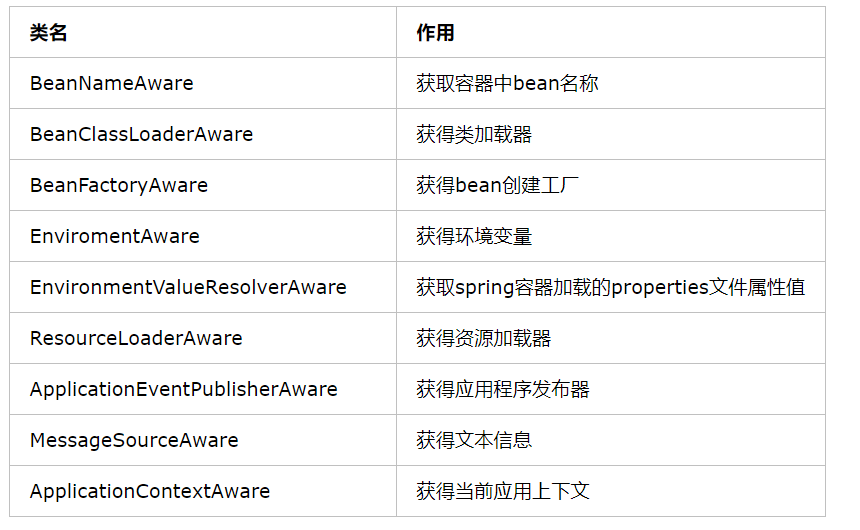 类名 作用
BeanNameAware 获取容器中bean名称
BeanClassLoaderAware 获得类加载器
BeanFactoryAware 获得bean创建工厂
EnviromentAware 获得环境变量
EnvironmentValueResolverAware 获取spring容器加载的properties文件属性值
ResourceLoaderAware 获得资源加载器
ApplicationEventPublisherAware 获得应用程序发布器
MessageSourceAware 获得文本信息
ApplicationContextAware 获得当前应用上下文